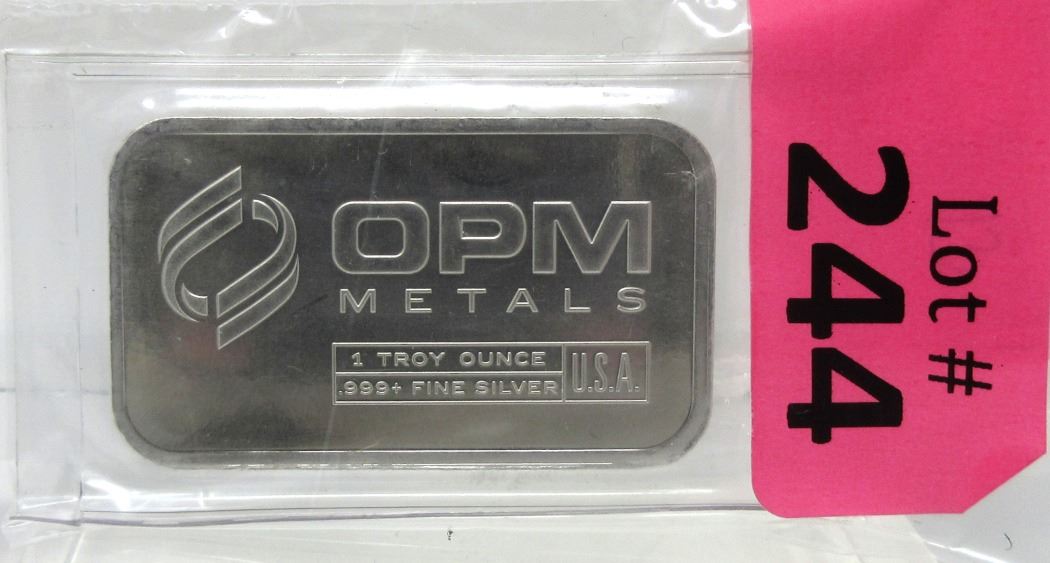 OPM
METALS
1 TROY OUNCE
.999+ FINE SILVER
U.S.A.
Lot #
244